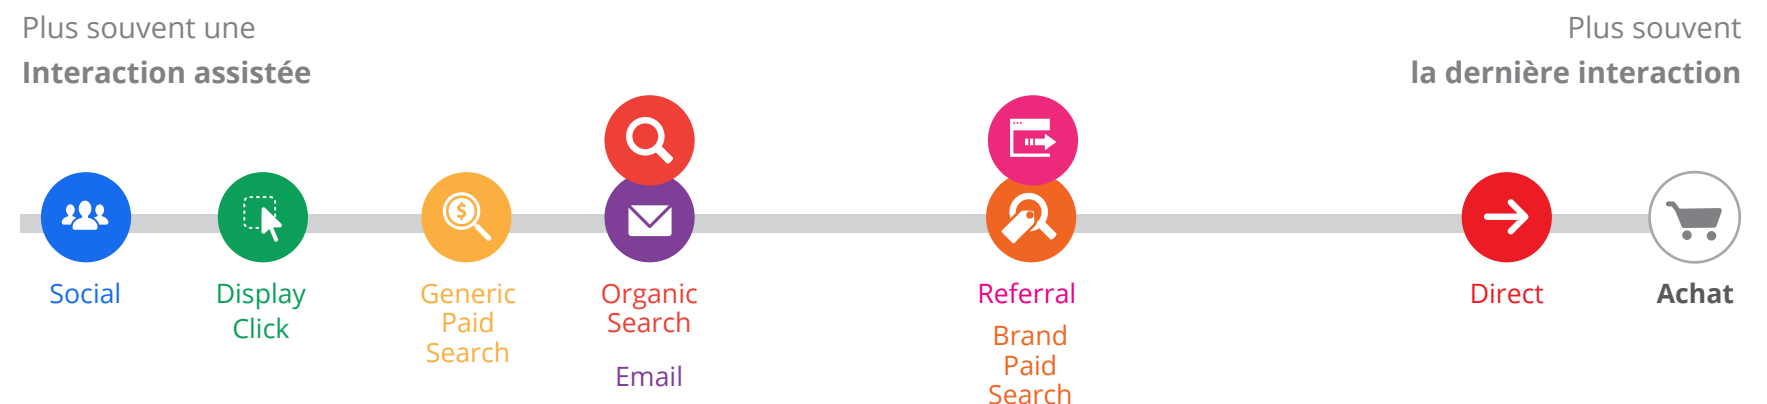 Plus souvent une
Interaction assistée
Plus souvent
la dernière interaction
$
Social
Display
Click
Generic
Paid
Search
Organic
Search
Email
Referral
Brand
Paid
Search
Direct
Achat